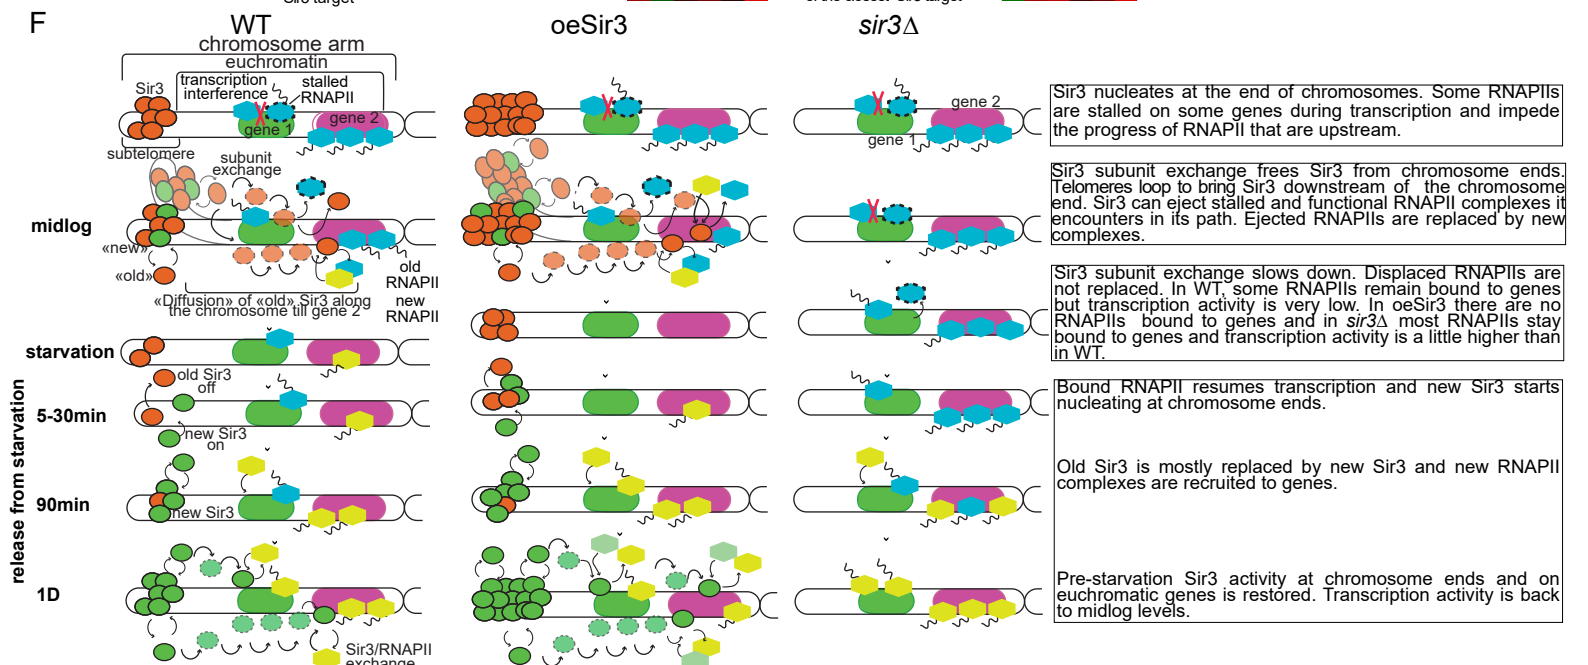 Sir3 target
of the closest Sir3 target
F
WT
oeSir3
sir3Δ
chromosome arm
euchromatin
Sir3
transcription
interference
stalled
RNAPII
gene 1
gene 2
subtelomere
gene 2
gene 1
Sir3 nucleates at the end of chromosomes. Some RNAPIIs
are stalled on some genes during transcription and impede
the progress of RNAPII that are upstream.
midlog
subunit
exchange
«new»
«old»
old
RNAPII
new
RNAPII
«Diffusion» of «old» Sir3 along
the chromosome till gene 2
Sir3 subunit exchange frees Sir3 from chromosome ends.
Telomeres loop to bring Sir3 downstream of the chromosome
end. Sir3 can eject stalled and functional RNAPII complexes it
encounters in its path. Ejected RNAPIIs are replaced by new
complexes.
starvation
Sir3 subunit exchange slows down. Displaced RNAPIIs are
not replaced. In WT, some RNAPIIs remain bound to genes
but transcription activity is very low. In oeSir3 there are no
RNAPIIs bound to genes and in sir3Δ most RNAPIIs stay
bound to genes and transcription activity is a little higher than
in WT.
release from starvation
5-30min
old Sir3
off
new Sir3
on
Bound RNAPII resumes transcription and new Sir3 starts
nucleating at chromosome ends.
90min
new Sir3
Old Sir3 is mostly replaced by new Sir3 and new RNAPII
complexes are recruited to genes.
1D
Sir3/RNAPII
exchange
Pre-starvation Sir3 activity at chromosome ends and on
euchromatic genes is restored. Transcription activity is back
to midlog levels.